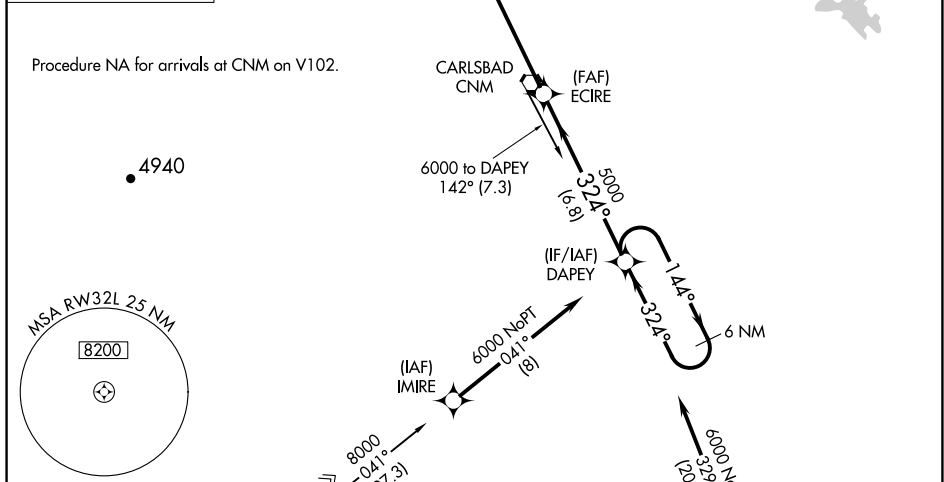 Procedure NA for arrivals at CNM on V102.
CARLSBAD
CNM
(FAF)
ECIRE
4940
6000 to DAPEY
142° (7.3)
5000
324°
(6.8)
(IF/IAF)
DAPEY
144°
324°
6 NM
MSA RW32L 25 NM
8200
6000 NoPT
041°
(8)
(IAF)
IMIRE
8000
041°
6000
329